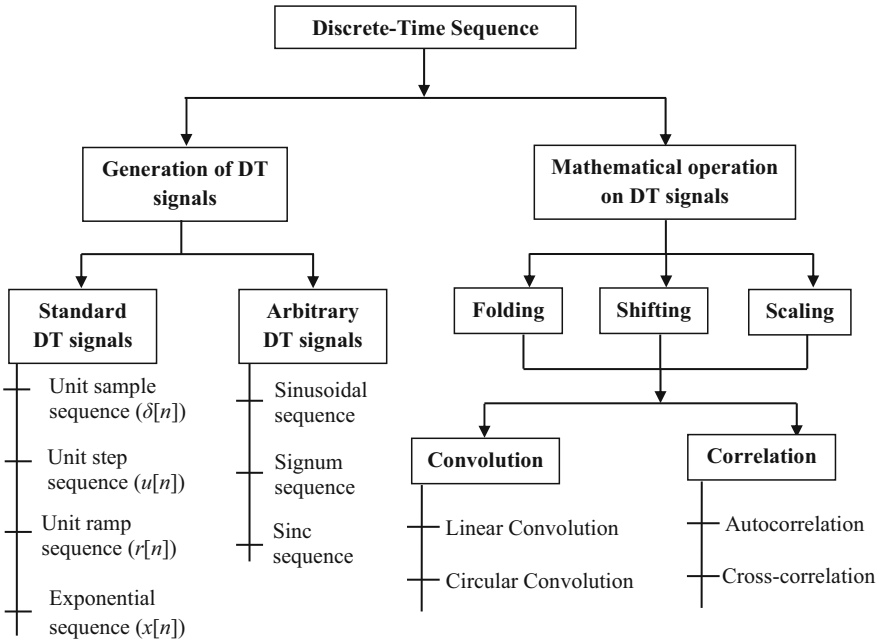 Discrete-Time Sequence
Generation of DT
signals
Mathematical operation
on DT signals
Standard
DT signals
Arbitrary
DT signals
Folding
Shifting
Scaling
Unit sample
sequence (δ[n])
Unit step
sequence (u[n])
Unit ramp
sequence (r[n])
Exponential
sequence (x[n])
Sinusoidal
sequence
Signum
sequence
Sinc
sequence
Convolution
Correlation
Linear Convolution
Circular Convolution
Autocorrelation
Cross-correlation